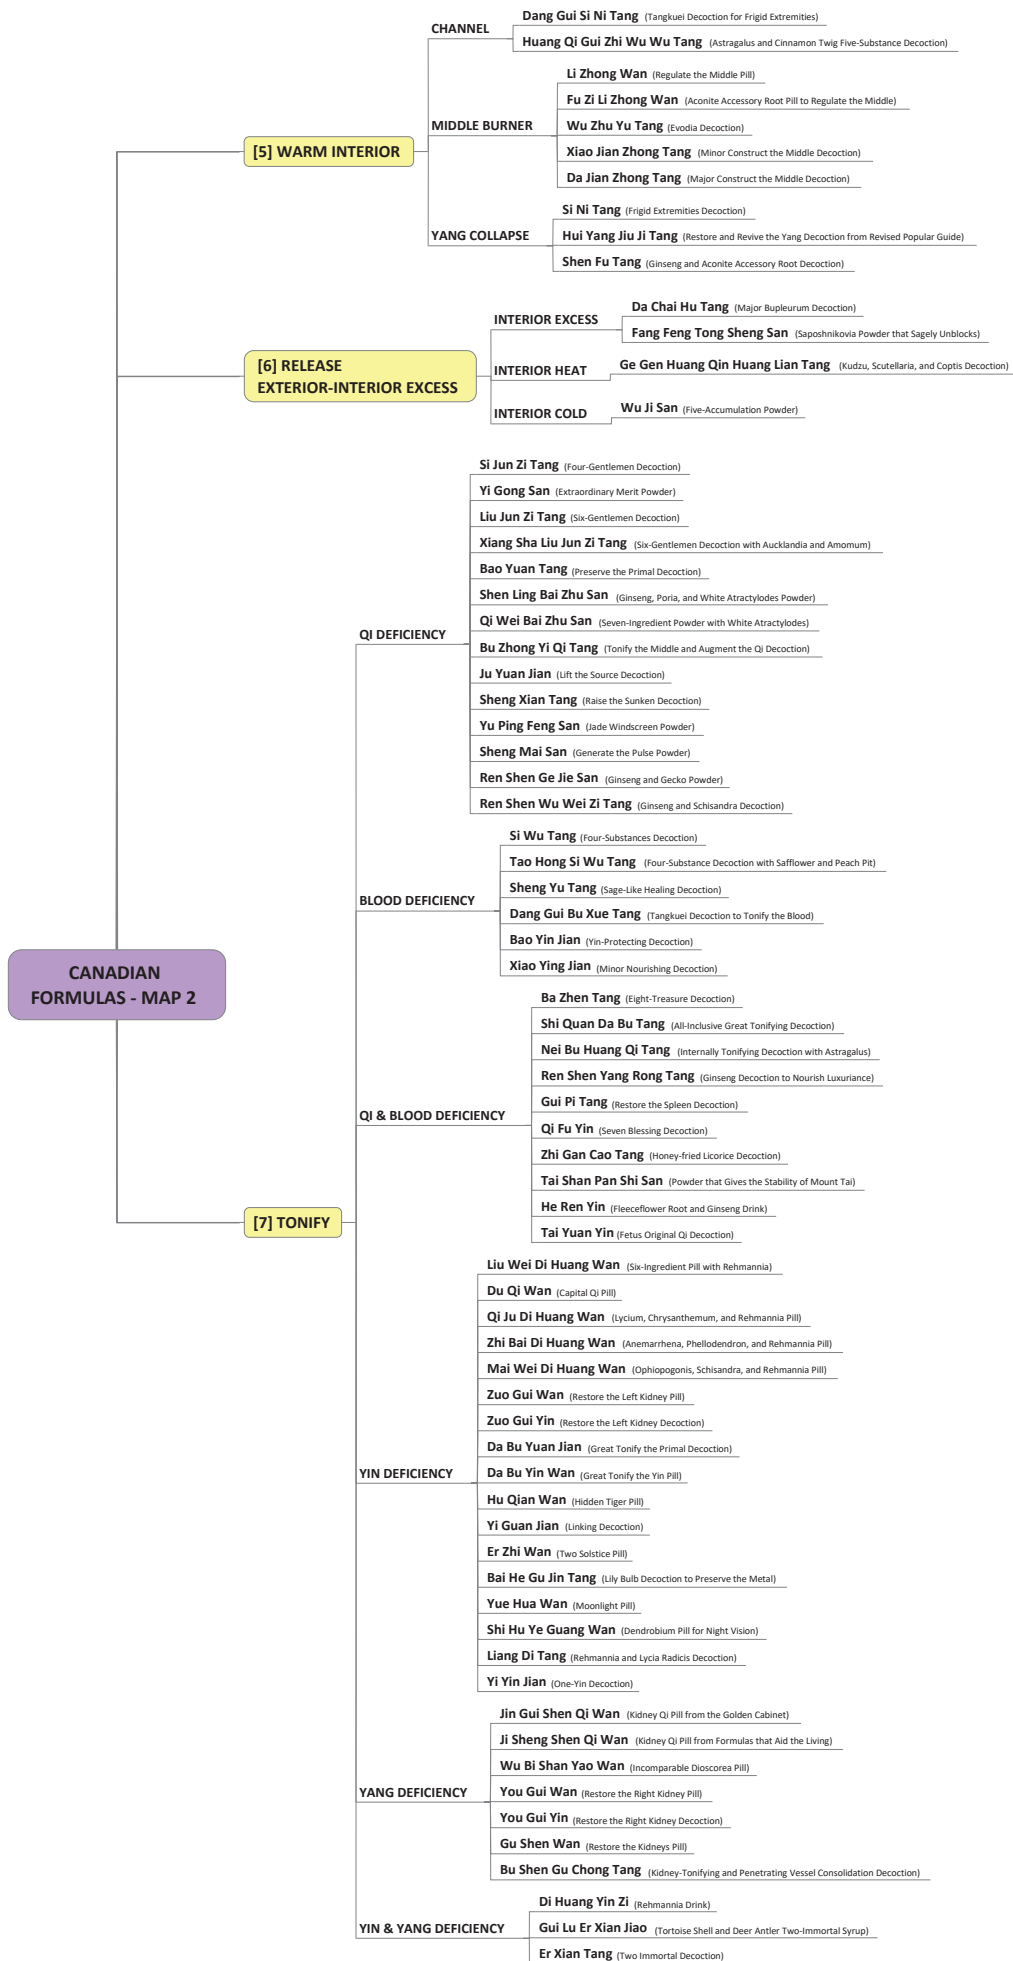 CANADIAN
FORMULAS - MAP 2
[5] WARM INTERIOR
CHANNEL
Dang Gui Si Ni Tang (Tangkuei Decoction for Frigid Extremities)
Huang Qi Gui Zhi Wu Wu Tang (Astragalus and Cinnamon Twig Five-Substance Decoction)
MIDDLE BURNER
Li Zhong Wan (Regulate the Middle Pill)
Fu Zi Li Zhong Wan (Aconite Accessory Root Pill to Regulate the Middle)
Wu Zhu Yu Tang (Evodia Decoction)
Xiao Jian Zhong Tang (Minor Construct the Middle Decoction)
Da Jian Zhong Tang (Major Construct the Middle Decoction)
YANG COLLAPSE
Si Ni Tang (Frigid Extremities Decoction)
Hui Yang Jiu Ji Tang (Restore and Revive the Yang Decoction from Revised Popular Guide)
Shen Fu Tang (Ginseng and Aconite Accessory Root Decoction)
[6] RELEASE
EXTERIOR-INTERIOR EXCESS
INTERIOR EXCESS
Da Chai Hu Tang (Major Bupleurum Decoction)
Fang Feng Tong Sheng San (Saposhnikovia Powder that Sagely Unblocks)
INTERIOR HEAT
Ge Gen Huang Qin Huang Lian Tang (Kudzu, Scutellaria, and Coptis Decoction)
INTERIOR COLD
Wu Ji San (Five-Accumulation Powder)
[7] TONIFY
QI DEFICIENCY
Si Jun Zi Tang (Four-Gentlemen Decoction)
Yi Gong San (Extraordinary Merit Powder)
Liu Jun Zi Tang (Six-Gentlemen Decoction)
Xiang Sha Liu Jun Zi Tang (Six-Gentlemen Decoction with Aucklandia and Amomum)
Bao Yuan Tang (Preserve the Primal Decoction)
Shen Ling Bai Zhu San (Ginseng, Poria, and White Atractylodes Powder)
Qi Wei Bai Zhu San (Seven-Ingredient Powder with White Atractylodes)
Bu Zhong Yi Qi Tang (Tonify the Middle and Augment the Qi Decoction)
Ju Yuan Jian (Lift the Source Decoction)
Sheng Xian Tang (Raise the Sunken Decoction)
Yu Ping Feng San (Jade Windscreen Powder)
Sheng Mai San (Generate the Pulse Powder)
Ren Shen Ge Jie San (Ginseng and Gecko Powder)
Ren Shen Wu Wei Zi Tang (Ginseng and Schisandra Decoction)
BLOOD DEFICIENCY
Si Wu Tang (Four-Substances Decoction)
Tao Hong Si Wu Tang (Four-Substance Decoction with Safflower and Peach Pit)
Sheng Yu Tang (Sage-Like Healing Decoction)
Dang Gui Bu Xue Tang (Tangkuei Decoction to Tonify the Blood)
Bao Yin Jian (Yin-Protecting Decoction)
Xiao Ying Jian (Minor Nourishing Decoction)
QI & BLOOD DEFICIENCY
Ba Zhen Tang (Eight-Treasure Decoction)
Shi Quan Da Bu Tang (All-Inclusive Great Tonifying Decoction)
Nei Bu Huang Qi Tang (Internally Tonifying Decoction with Astragalus)
Ren Shen Yang Rong Tang (Ginseng Decoction to Nourish Luxuriance)
Gui Pi Tang (Restore the Spleen Decoction)
Qi Fu Yin (Seven Blessing Decoction)
Zhi Gan Cao Tang (Honey-fried Licorice Decoction)
Tai Shan Pan Shi San (Powder that Gives the Stability of Mount Tai)
He Ren Yin (Fleeceflower Root and Ginseng Drink)
Tai Yuan Yin (Fetus Original Qi Decoction)
YIN DEFICIENCY
Liu Wei Di Huang Wan (Six-Ingredient Pill with Rehmannia)
Du Qi Wan (Capital Qi Pill)
Qi Ju Di Huang Wan (Lycium, Chrysanthemum, and Rehmannia Pill)
Zhi Bai Di Huang Wan (Anemarrhena, Phellodendron, and Rehmannia Pill)
Mai Wei Di Huang Wan (Ophiopogonis, Schisandra, and Rehmannia Pill)
Zuo Gui Wan (Restore the Left Kidney Pill)
Zuo Gui Yin (Restore the Left Kidney Decoction)
Da Bu Yuan Jian (Great Tonify the Primal Decoction)
Da Bu Yin Wan (Great Tonify the Yin Pill)
Hu Qian Wan (Hidden Tiger Pill)
Yi Guan Jian (Linking Decoction)
Er Zhi Wan (Two Solstice Pill)
Bai He Gu Jin Tang (Lily Bulb Decoction to Preserve the Metal)
Yue Hua Wan (Moonlight Pill)
Shi Hu Ye Guang Wan (Dendrobium Pill for Night Vision)
Liang Di Tang (Rehmannia and Lycia Radicis Decoction)
Yi Yin Jian (One-Yin Decoction)
YANG DEFICIENCY
Jin Gui Shen Qi Wan (Kidney Qi Pill from the Golden Cabinet)
Ji Sheng Shen Qi Wan (Kidney Qi Pill from Formulas that Aid the Living)
Wu Bi Shan Yao Wan (Incomparable Dioscorea Pill)
You Gui Wan (Restore the Right Kidney Pill)
You Gui Yin (Restore the Right Kidney Decoction)
Gu Shen Wan (Restore the Kidneys Pill)
Bu Shen Gu Chong Tang (Kidney-Tonifying and Penetrating Vessel Consolidation Decoction)
YIN & YANG DEFICIENCY
Di Huang Yin Zi (Rehmannia Drink)
Gui Lu Er Xian Jiao (Tortoise Shell and Deer Antler Two-Immortal Syrup)
Er Xian Tang (Two Immortal Decoction)